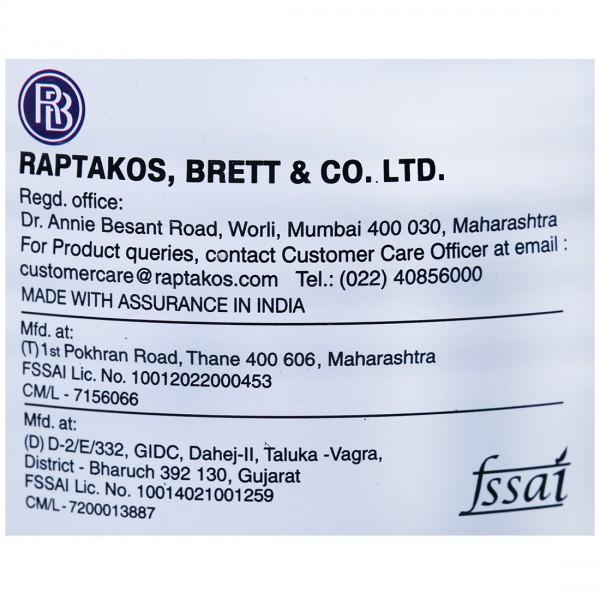 RB
RAPTAKOS, BRETT & CO. LTD.
Regd. office:
Dr. Annie Besant Road, Worli, Mumbai 400 030, Maharashtra
For Product queries, contact Customer Care Officer at email :
customercare@raptakos.com Tel.: (022) 40856000
MADE WITH ASSURANCE IN INDIA
Mfd. at:
(T) 1st Pokhran Road, Thane 400 606, Maharashtra
FSSAI Lic. No. 10012022000453
CM/L - 7156066
Mfd. at:
(D) D-2/E/332, GIDC, Dahej-II, Taluka -Vagra,
District - Bharuch 392 130, Gujarat
FSSAI Lic. No. 10014021001259
CM/L - 7200013887
fssai